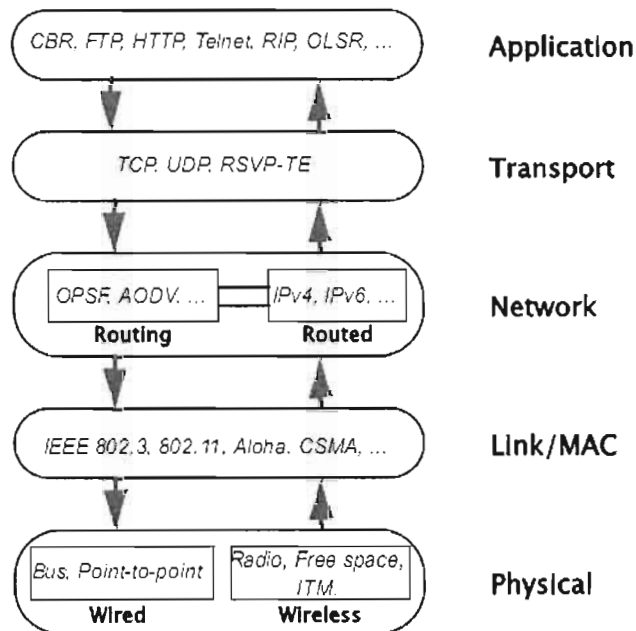 CBR, FTP, HTTP, Telnet, RIP, OLSR, ...
Application
TCP, UDP, RSVP-TE
Transport
OPSF, AODV, ...
IPv4, IPv6, ...
Routing
Routed
Network
IEEE 802.3, 802.11, Aloha, CSMA, ...
Link/MAC
Bus, Point-to-point
Radio, Free space,
ITM.
Wired
Wireless
Physical